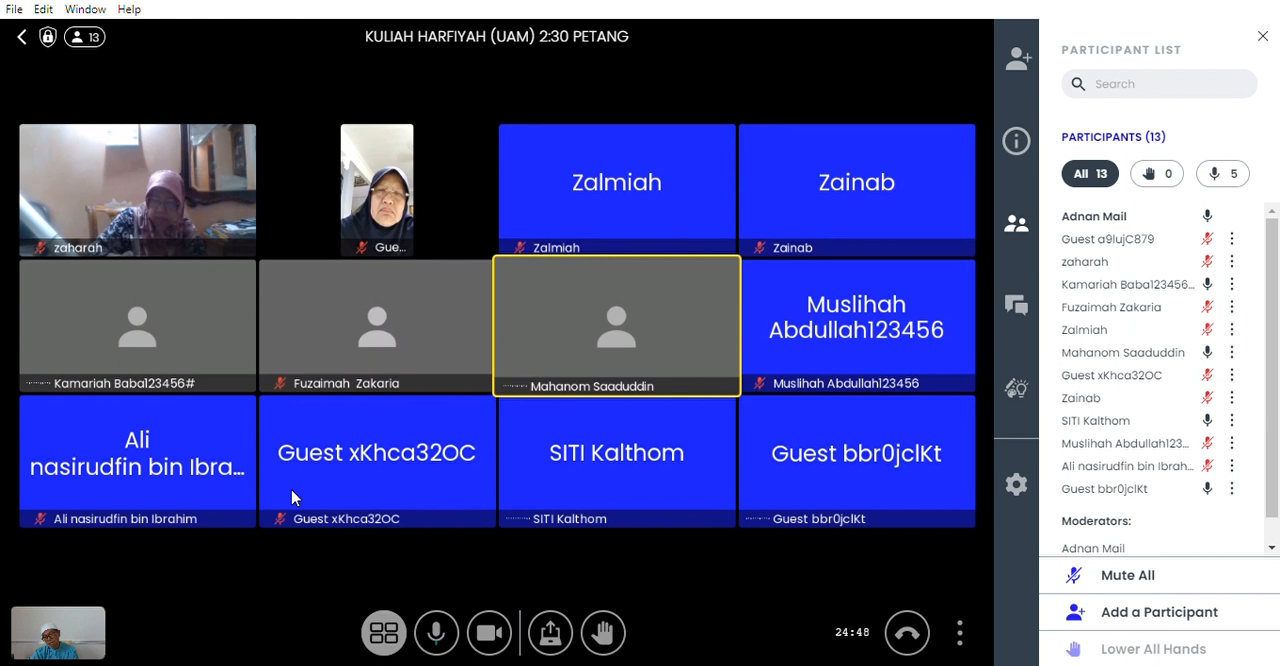 File Edit Window Help
13
KULIAH HARFIYAH (UAM) 2:30 PETANG
zaharah
Gue...
Zalmiah
Zalmiah
Zainab
Zainab
Kamariah Baba123456#
Fuzaimah Zakaria
Mahanom Saaduddin
Muslihah
Abdullah123456
Muslihah Abdullah123456
Ali
nasirudfin bin Ibra...
Ali nasirudfin bin Ibrahim
Guest xKhca32OC
Guest xKhca32OC
SITI Kalthom
SITI Kalthom
Guest bbr0jclKt
Guest bbr0jclKt
24:48
PARTICIPANT LIST
Search
PARTICIPANTS (13)
All 13 0 5
Adnan Mail
Guest a9IujC879
zaharah
Kamariah Baba123456...
Fuzaimah Zakaria
Zalmiah
Mahanom Saaduddin
Guest xKhca32OC
Zainab
SITI Kalthom
Muslihah Abdullah123...
Ali nasirudfin bin Ibrah...
Guest bbr0jclKt
Moderators:
Adnan Mail
Mute All
Add a Participant
Lower All Hands